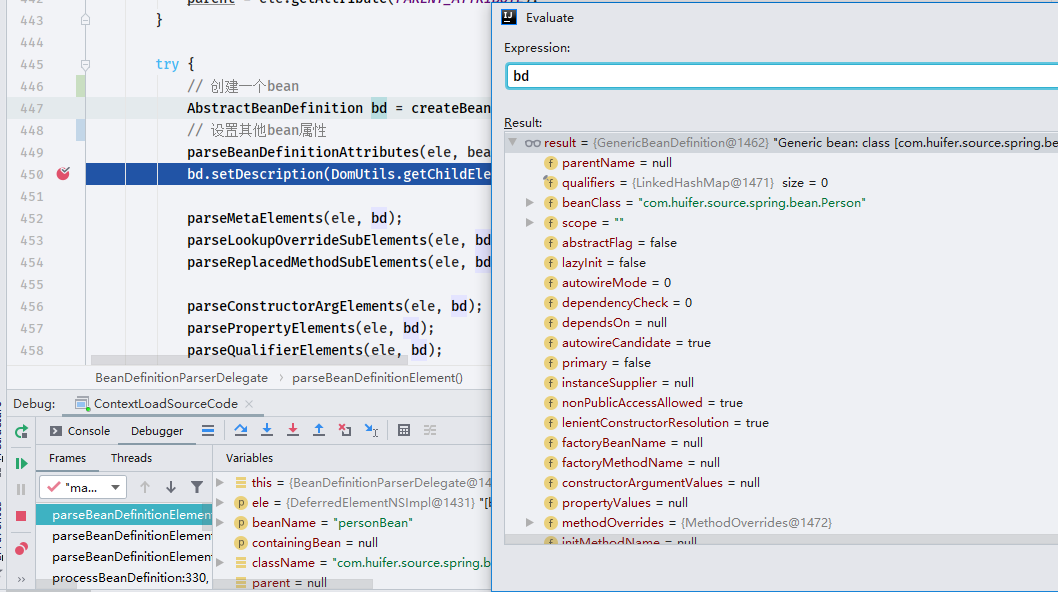 442 parent = ele.getAttribute(PARENT_ATTRIBUTE);
443 }
444
445 try {
446 // 创建一个bean
447 AbstractBeanDefinition bd = createBean
448 // 设置其他bean属性
449 parseBeanDefinitionAttributes(ele, bea
450 bd.setDescription(DomUtils.getChildEle
451
452 parseMetaElements(ele, bd);
453 parseLookupOverrideSubElements(ele, bd
454 parseReplacedMethodSubElements(ele, bd
455
456 parseConstructorArgElements(ele, bd);
457 parsePropertyElements(ele, bd);
458 parseQualifierElements(ele, bd);
BeanDefinitionParserDelegate › parseBeanDefinitionElement()
Debug: ContextLoadSourceCode
Console Debugger
Frames Threads
"ma...
parseBeanDefinitionElemen
parseBeanDefinitionElemen
parseBeanDefinitionElemen
processBeanDefinition:330,
Variables
this = {BeanDefinitionParserDelegate@14
ele = {DeferredElementNSImpl@1431} "[b
beanName = "personBean"
containingBean = null
className = "com.huifer.source.spring.b
parent = null
Evaluate
Expression:
bd
Result:
result = {GenericBeanDefinition@1462} "Generic bean: class [com.huifer.source.spring.be
parentName = null
qualifiers = {LinkedHashMap@1471} size = 0
beanClass = "com.huifer.source.spring.bean.Person"
scope = ""
abstractFlag = false
lazyInit = false
autowireMode = 0
dependencyCheck = 0
dependsOn = null
autowireCandidate = true
primary = false
instanceSupplier = null
nonPublicAccessAllowed = true
lenientConstructorResolution = true
factoryBeanName = null
factoryMethodName = null
constructorArgumentValues = null
propertyValues = null
methodOverrides = {MethodOverrides@1472}
initMethodName = null